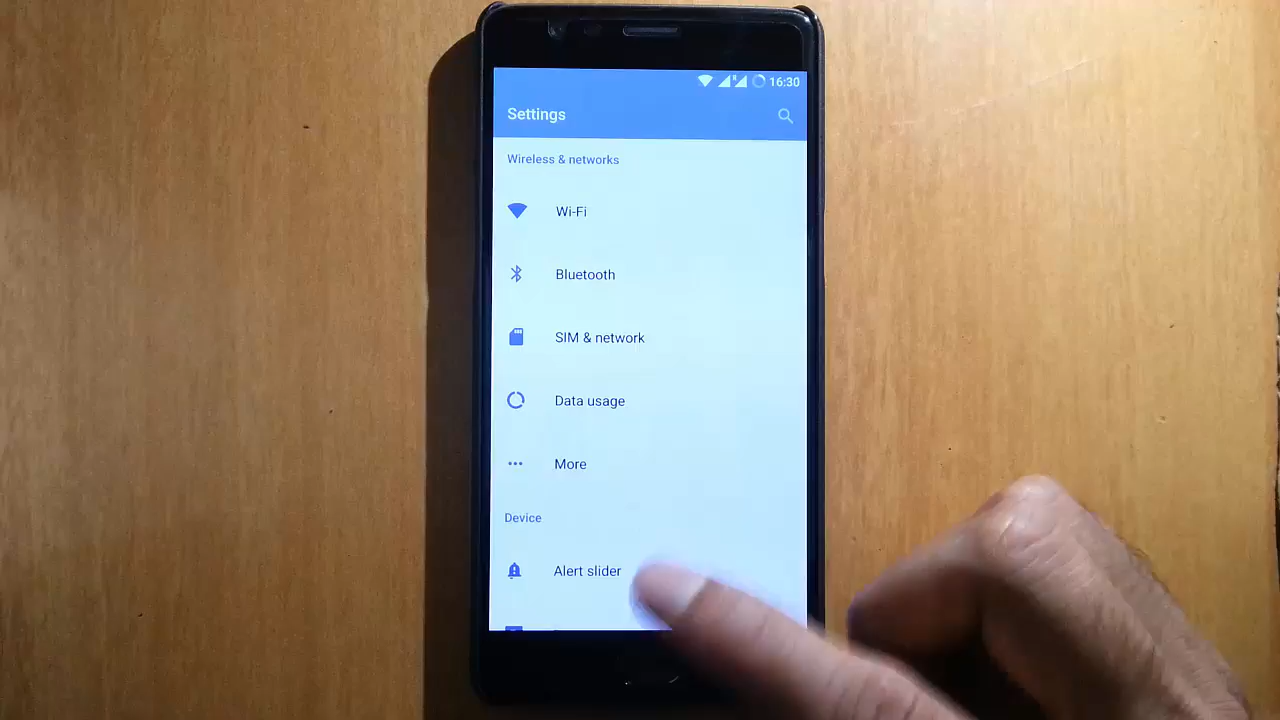 16:30
Settings
Wireless & networks
Wi-Fi
Bluetooth
SIM & network
Data usage
More
Device
Alert slider